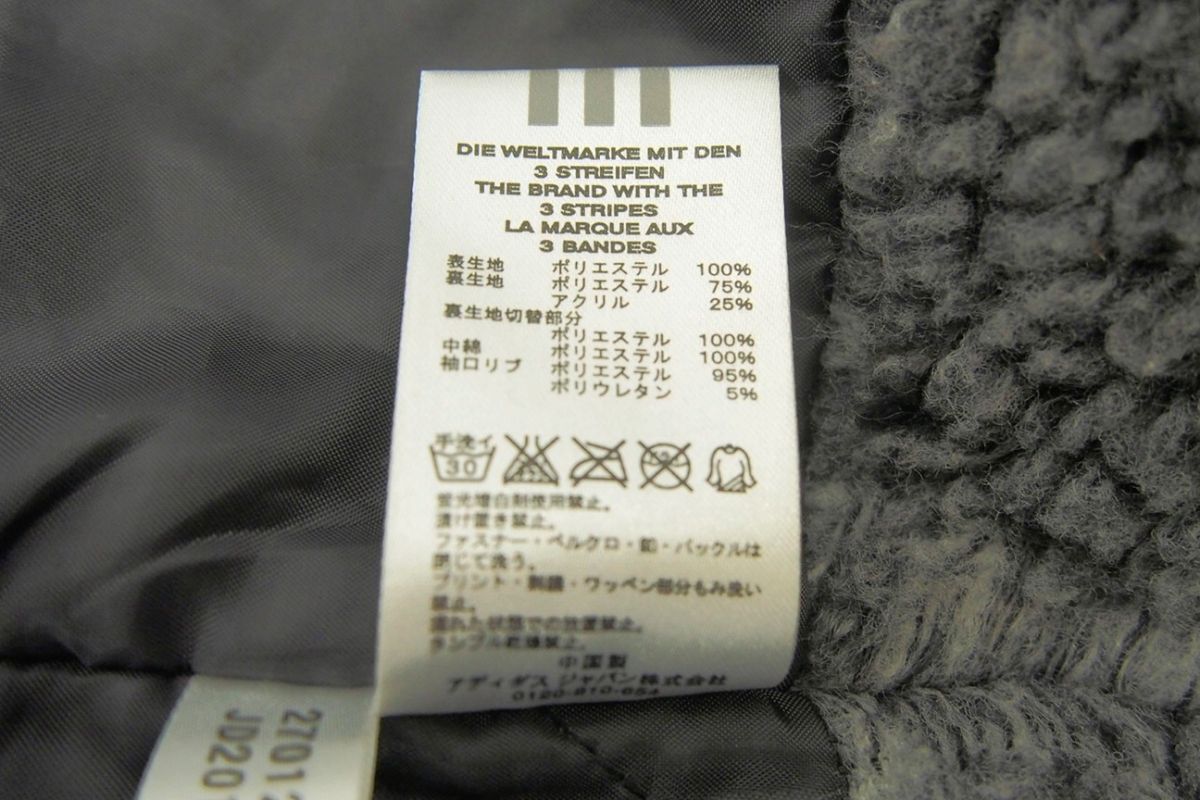 DIE WELTMARKE MIT DEN
3 STREIFEN
THE BRAND WITH THE
3 STRIPES
LA MARQUE AUX
3 BANDES
表生地 ポリエステル 100%
裏生地 ポリエステル 75%
アクリル 25%
裏生地切替部分
ポリエステル 100%
中綿 ポリエステル 100%
袖口リブ ポリエステル 95%
ポリウレタン 5%
手洗イ
30
蛍光増白剤使用禁止。
漬け置き禁止。
ファスナー・ベルクロ・釦・バックルは
閉じて洗う。
プリント・刺繍・ワッペン部分もみ洗い
禁止。
濡れた状態での放置禁止。
タンブル乾燥禁止。
中国製
アディダス ジャパン株式会社
0120-810-654
2701
JD20